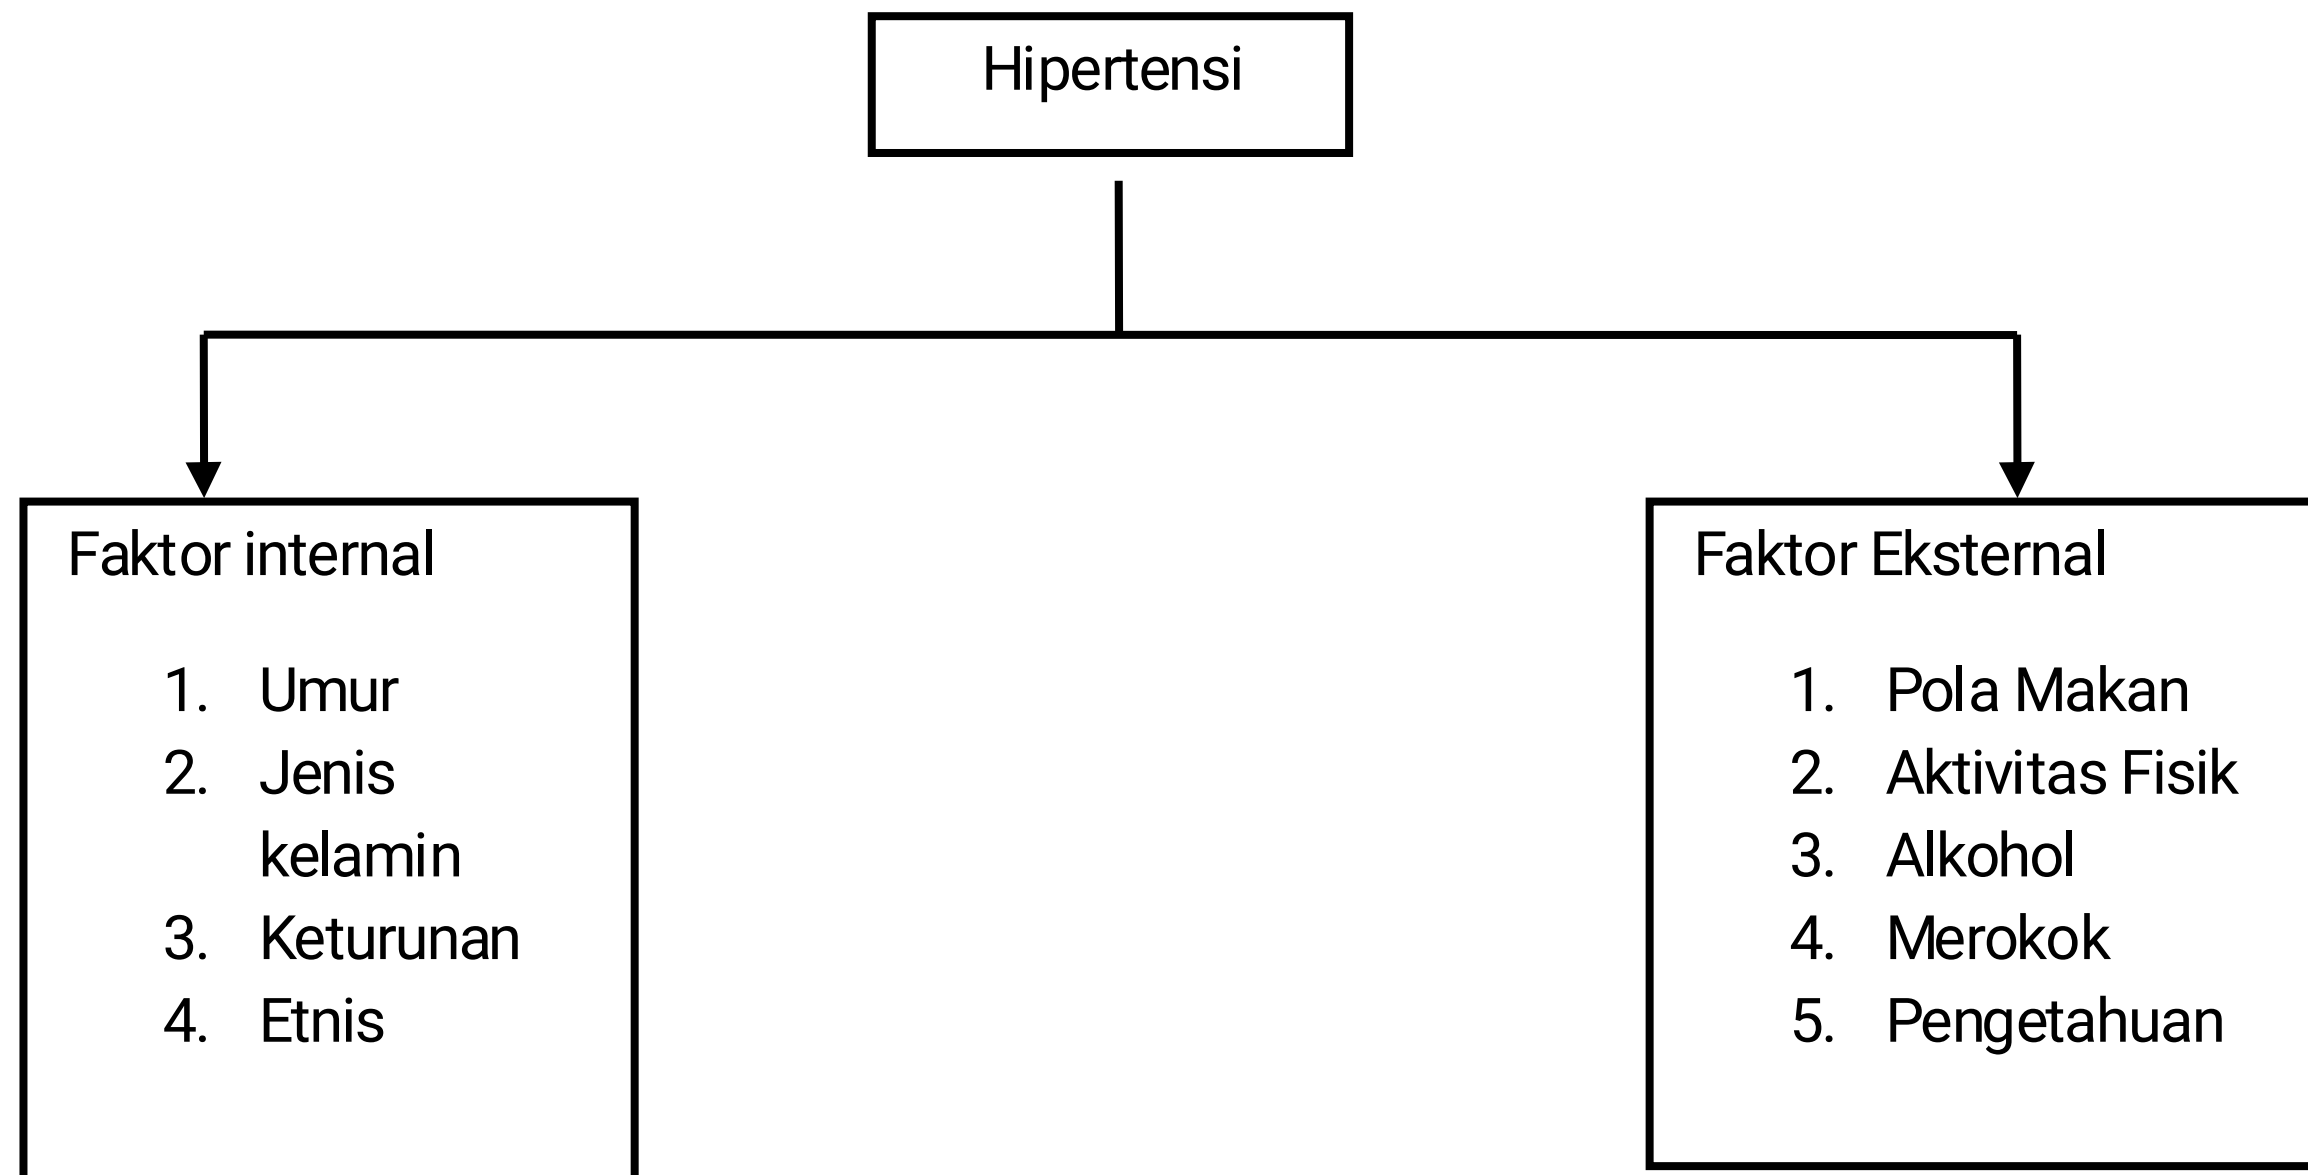 Hipertensi
Faktor internal
1. Umur
2. Jenis
kelamin
3. Keturunan
4. Etnis
Faktor Eksternal
1. Pola Makan
2. Aktivitas Fisik
3. Alkohol
4. Merokok
5. Pengetahuan